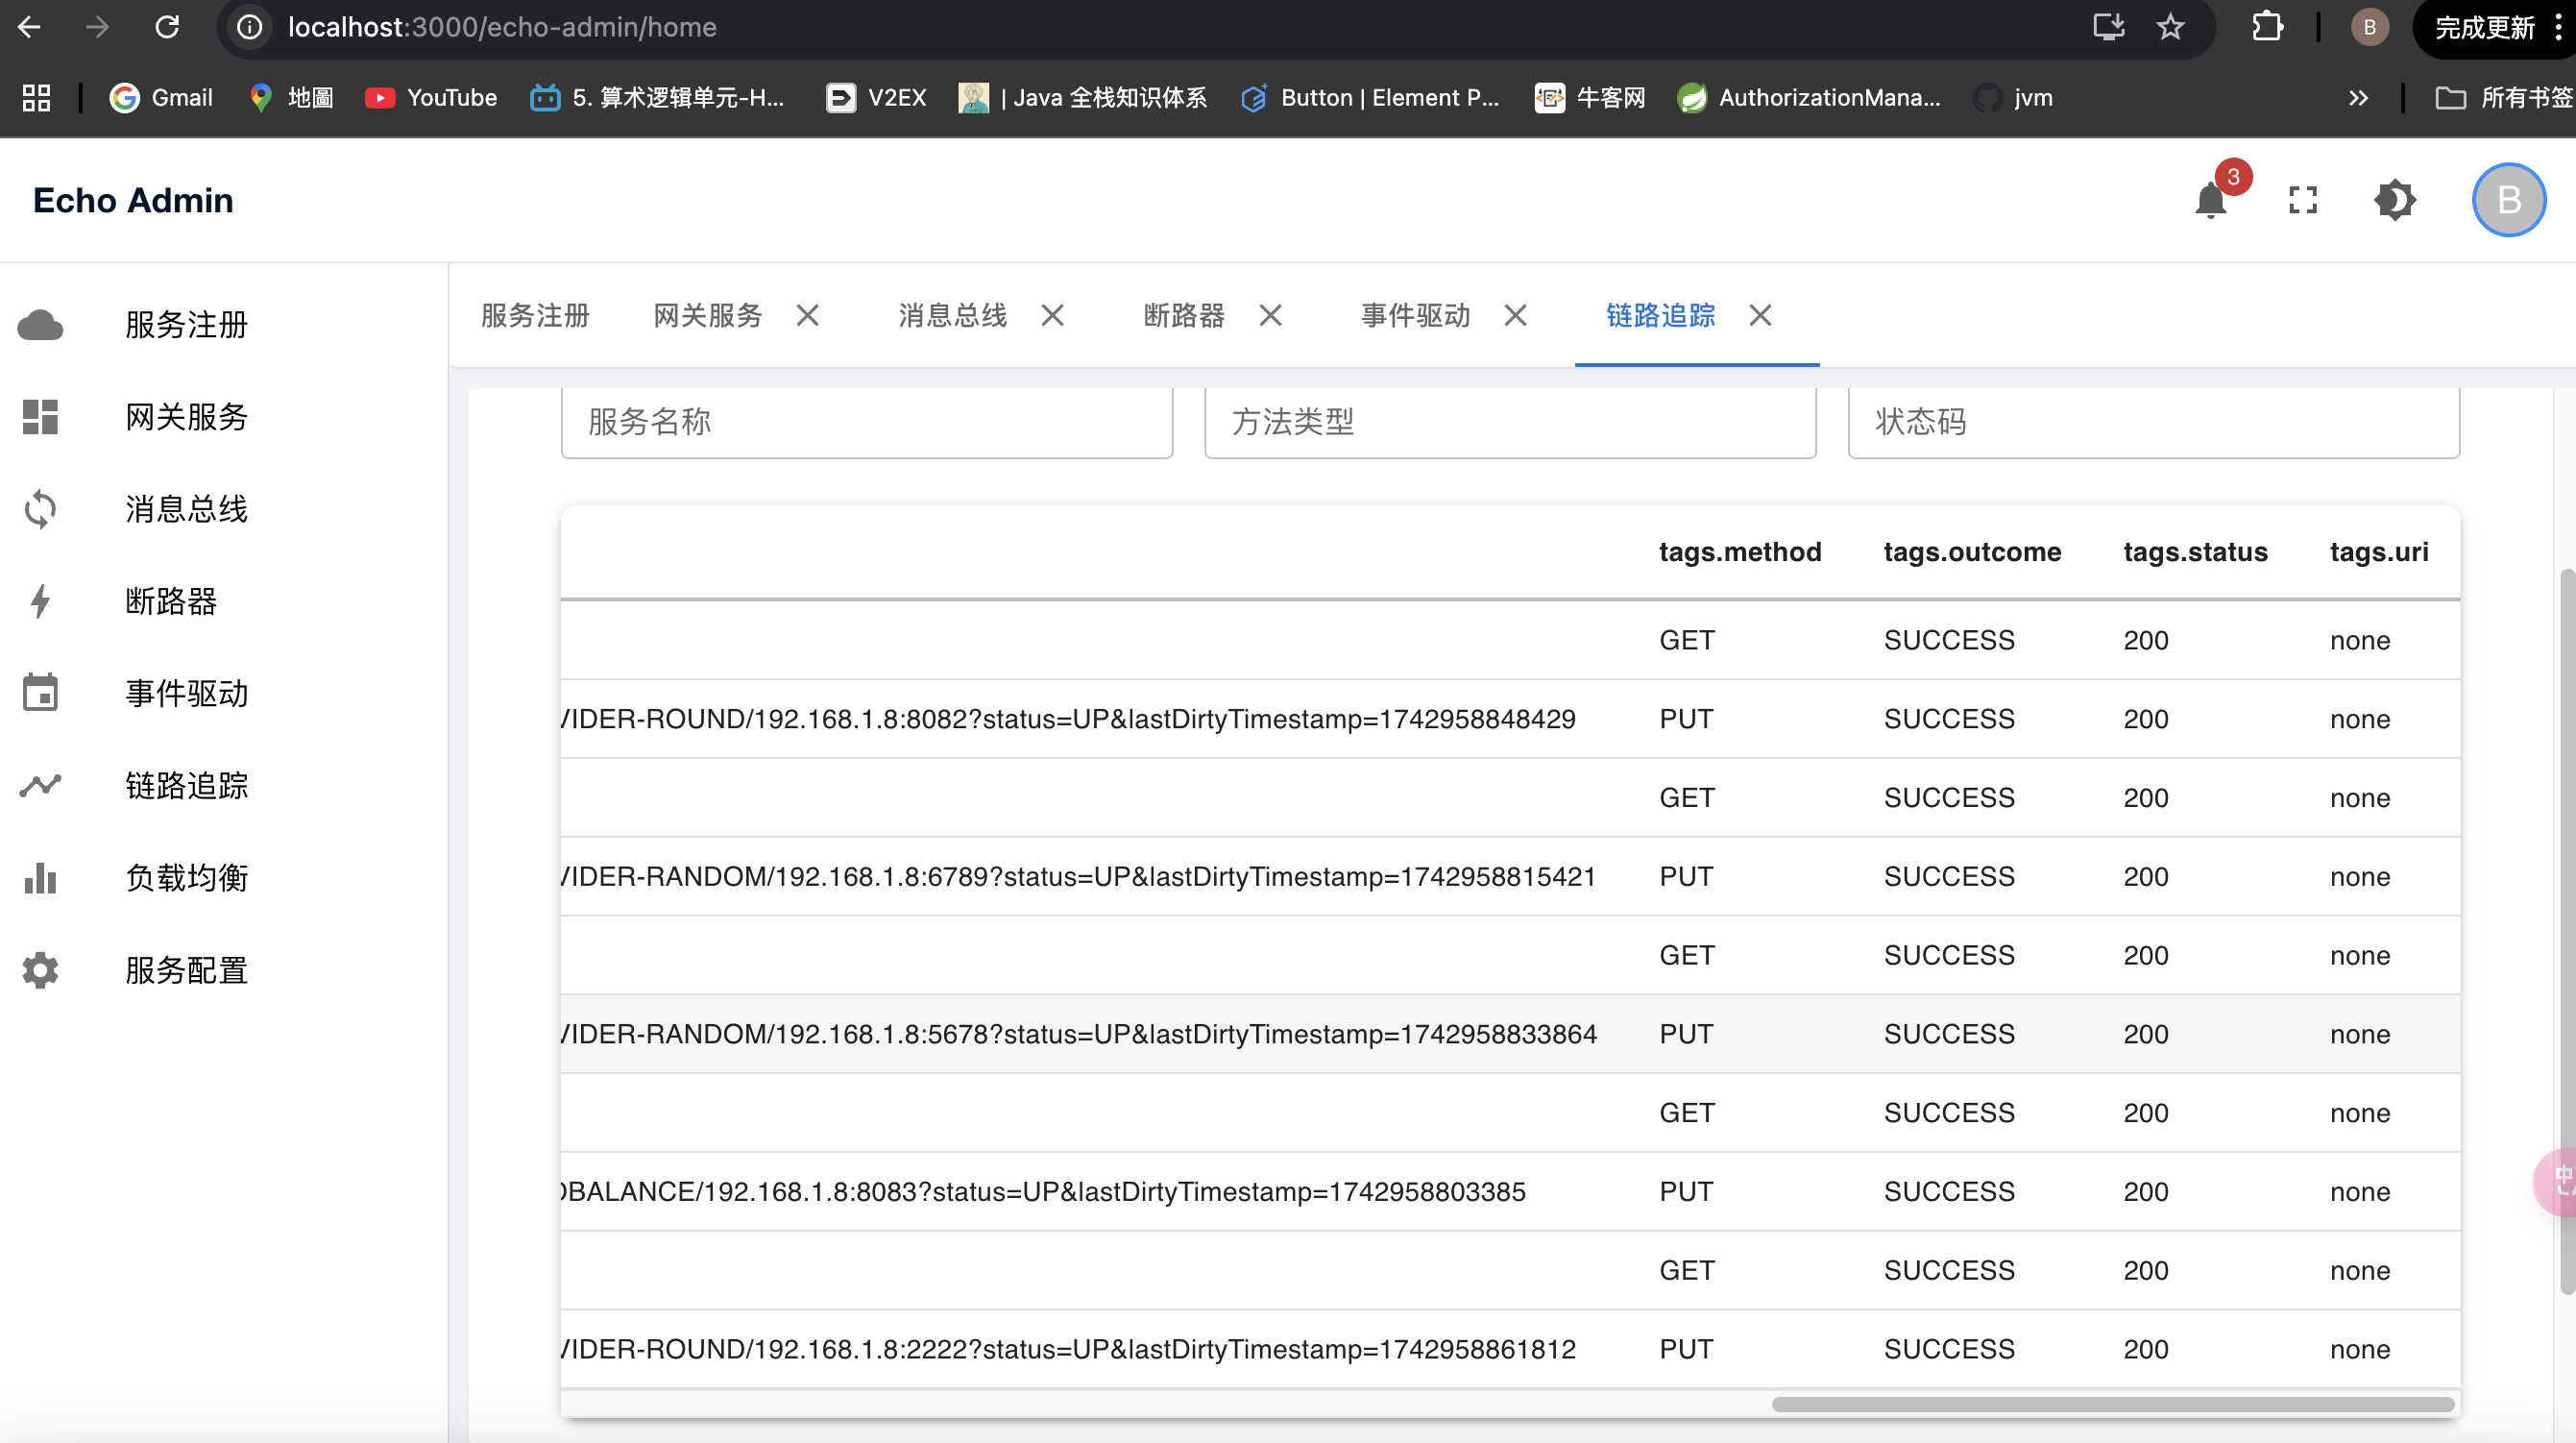 localhost:3000/echo-admin/home
B
完成更新
Gmail
地圖
YouTube
5. 算术逻辑单元-H...
V2EX
| Java 全栈知识体系
Button | Element P...
牛客网
AuthorizationMana...
jvm
所有书签
Echo Admin
3
B
服务注册
网关服务
消息总线
断路器
事件驱动
链路追踪
负载均衡
服务配置
服务注册 网关服务 消息总线 断路器 事件驱动 链路追踪
服务名称 方法类型 状态码
tags.method tags.outcome tags.status tags.uri
GET SUCCESS 200 none
VIDER-ROUND/192.168.1.8:8082?status=UP&lastDirtyTimestamp=1742958848429 PUT SUCCESS 200 none
GET SUCCESS 200 none
VIDER-RANDOM/192.168.1.8:6789?status=UP&lastDirtyTimestamp=1742958815421 PUT SUCCESS 200 none
GET SUCCESS 200 none
VIDER-RANDOM/192.168.1.8:5678?status=UP&lastDirtyTimestamp=1742958833864 PUT SUCCESS 200 none
GET SUCCESS 200 none
DBALANCE/192.168.1.8:8083?status=UP&lastDirtyTimestamp=1742958803385 PUT SUCCESS 200 none
GET SUCCESS 200 none
VIDER-ROUND/192.168.1.8:2222?status=UP&lastDirtyTimestamp=1742958861812 PUT SUCCESS 200 none